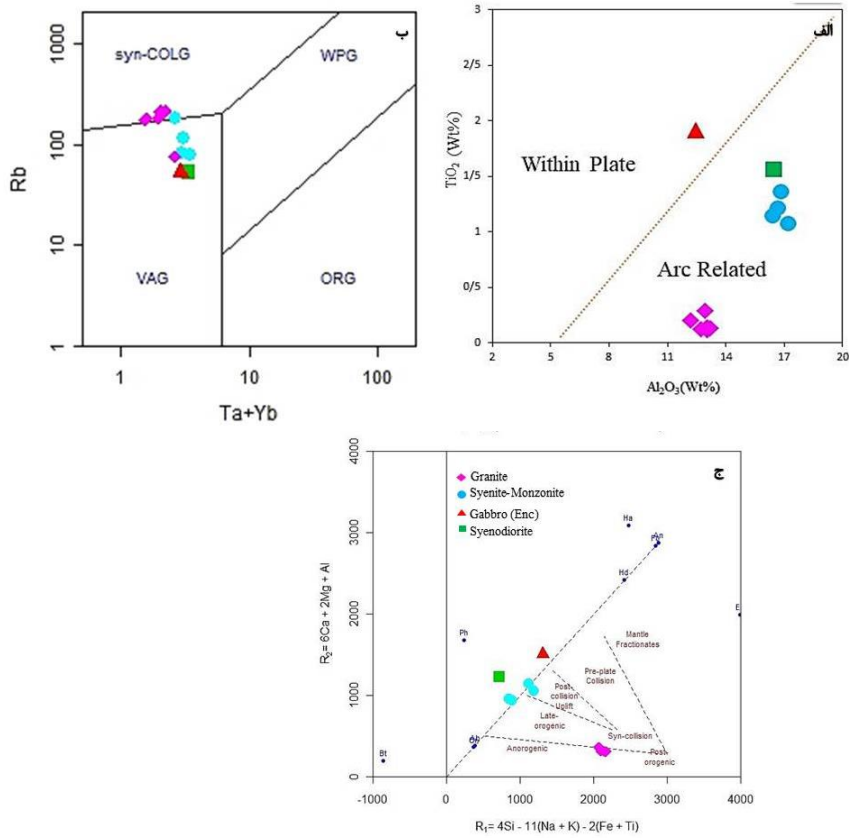 ب
1000
100
10
1
syn-COLG
WPG
VAG
ORG
Rb
1
10
100
Ta+Yb
الف
3
2/5
2
1/5
1
0/5
0
TiO₂ (Wt%)
Within Plate
Arc Related
2
5
8
11
14
17
20
Al₂O₃(Wt%)
ج
4000
3000
2000
1000
0
R₂= 6Ca + 2Mg + Al
Granite
Syenite-Monzonite
Gabbro (Enc)
Syenodiorite
Ha
An
Hd
E
Ph
Mantle
Fractionates
Pre-plate
Collision
Post-
collision
Uplift
Late-
orogenic
Syn-collision
Anorogenic
Post-
orogenic
Ab
Bt
-1000
0
1000
2000
3000
4000
R₁= 4Si - 11(Na + K) - 2(Fe + Ti)